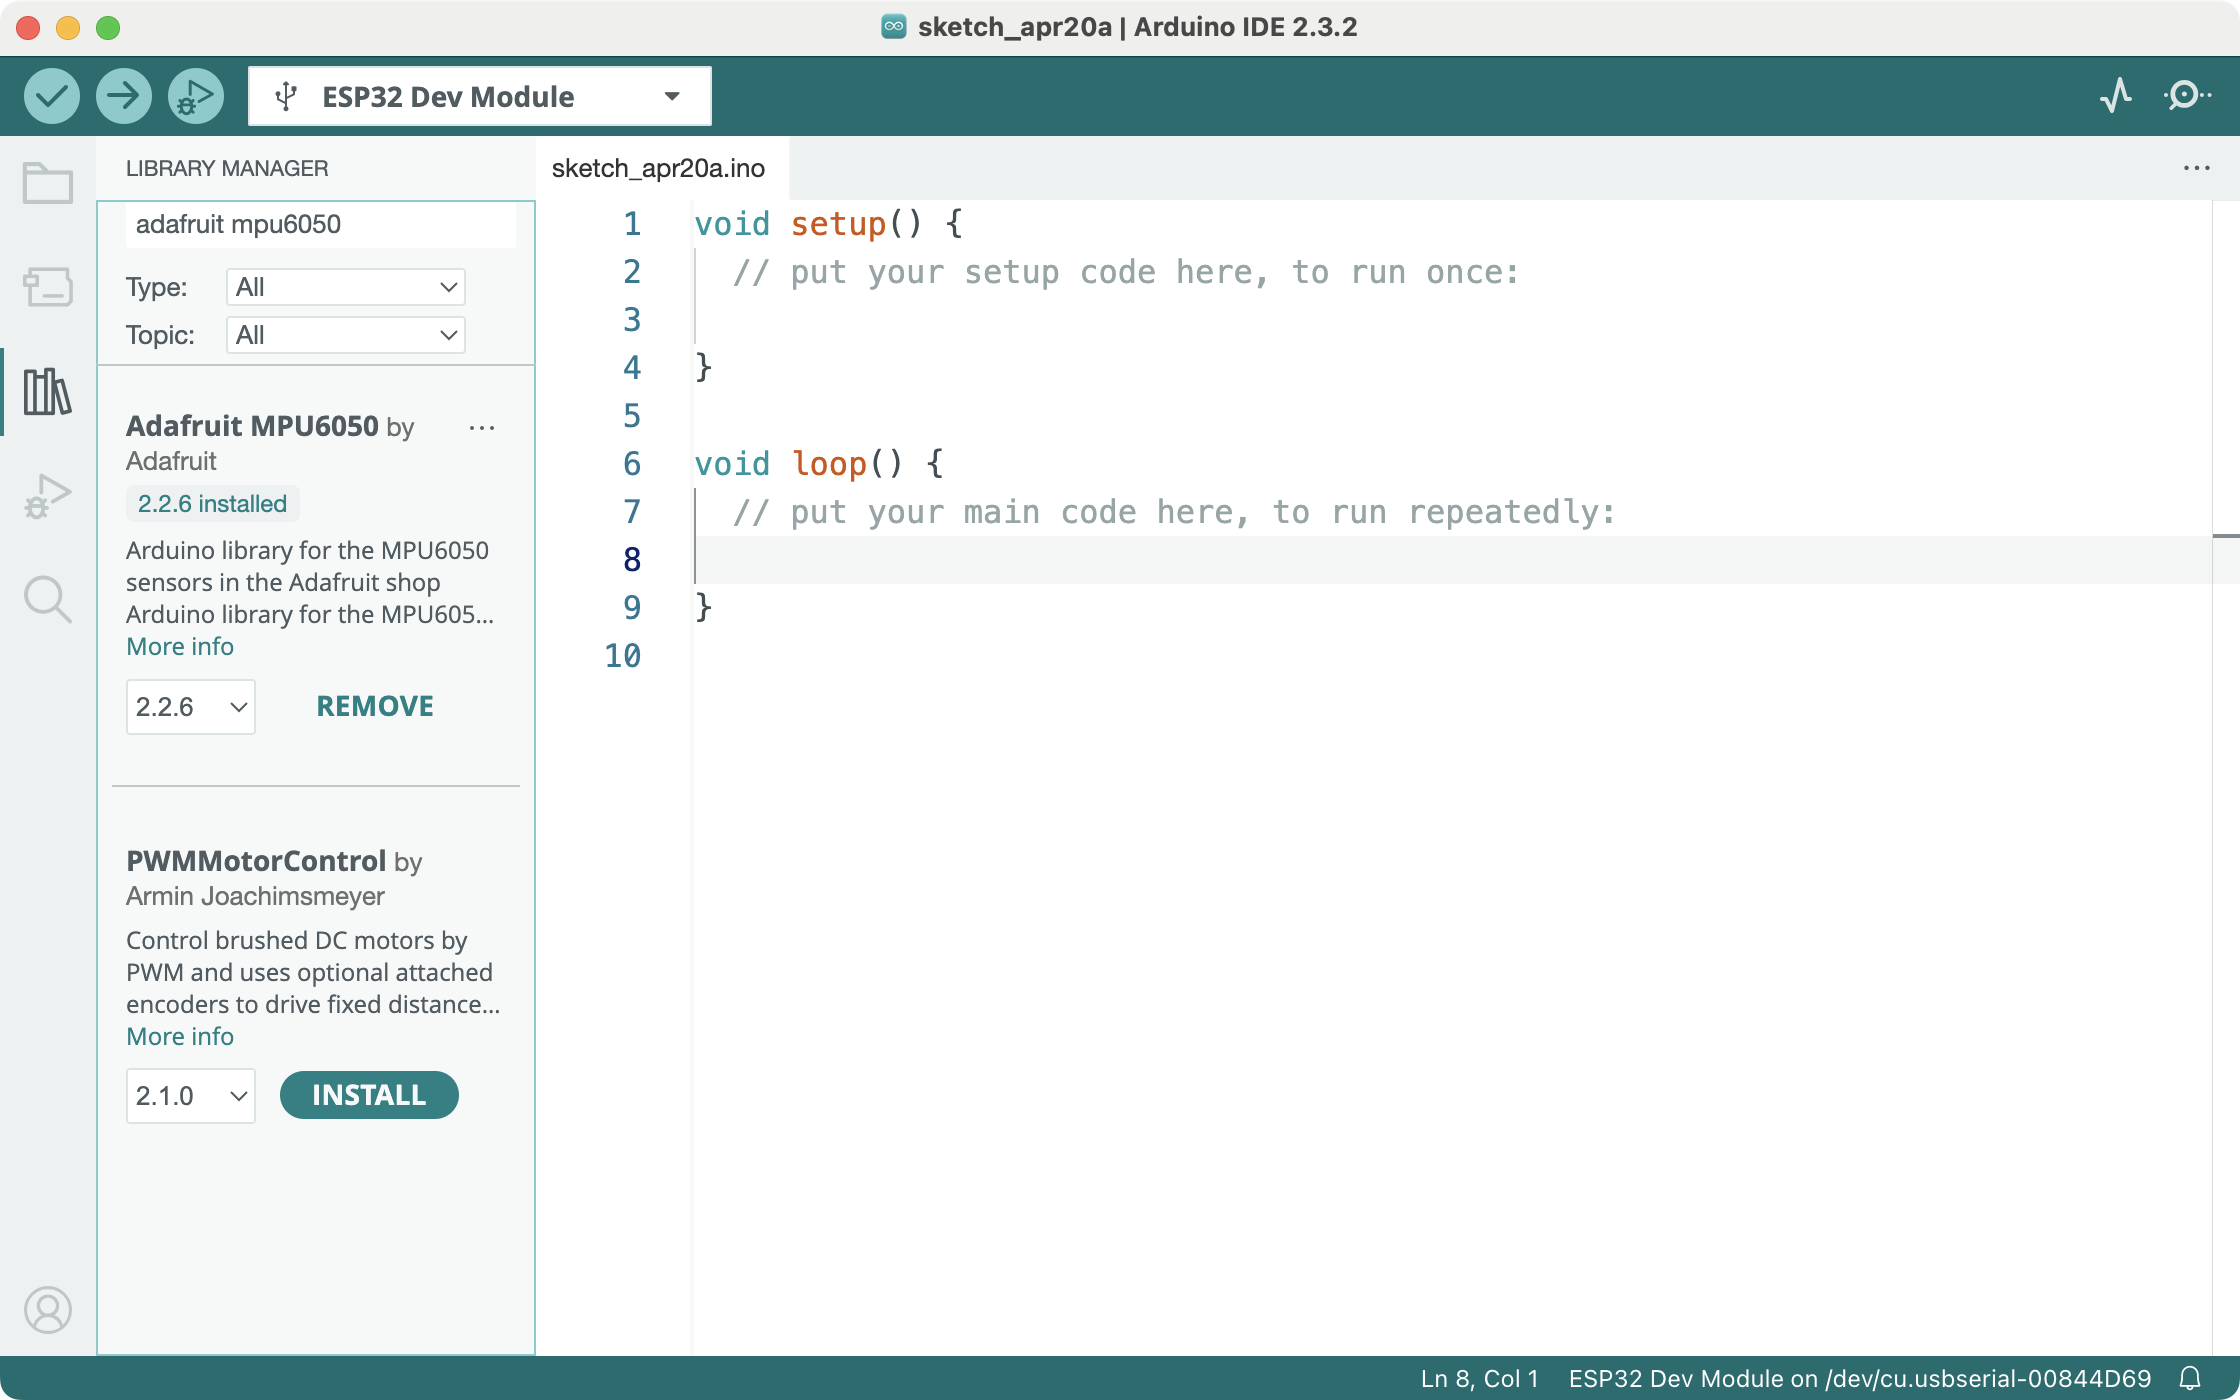 sketch_apr20a | Arduino IDE 2.3.2
ESP32 Dev Module
LIBRARY MANAGER
adafruit mpu6050
Type: All
Topic: All
Adafruit MPU6050 by
Adafruit
2.2.6 installed
Arduino library for the MPU6050
sensors in the Adafruit shop
Arduino library for the MPU605...
More info
2.2.6 REMOVE
PWMMotorControl by
Armin Joachimsmeyer
Control brushed DC motors by
PWM and uses optional attached
encoders to drive fixed distance...
More info
2.1.0 INSTALL
sketch_apr20a.ino
1 void setup() {
2 // put your setup code here, to run once:
3
4 }
5
6 void loop() {
7 // put your main code here, to run repeatedly:
8
9 }
10
Ln 8, Col 1 ESP32 Dev Module on /dev/cu.usbserial-00844D69